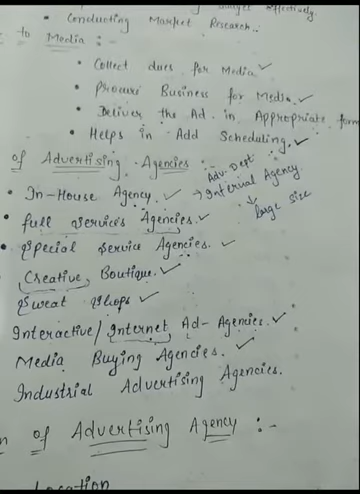 effectively.
• Conducting Market Research.
to Media :-
• Collect dues for Media ✓
• Procure Business for Media. ✓
• Deliver the Ad. in Appropriate form
• Helps in Add Scheduling. ✓
of Advertising Agencies :-
Adv. Dept
• In-House Agency. ✓ → Internal Agency.
↓ large size
• full services Agencies. ✓
• Special service Agencies. ✓
Creative Boutique. ✓
Sweat Shops ✓
Interactive/Internet Ad-Agencies. ✓
Media Buying Agencies. ✓
Industrial Advertising Agencies.
n of Advertising Agency :-
Location